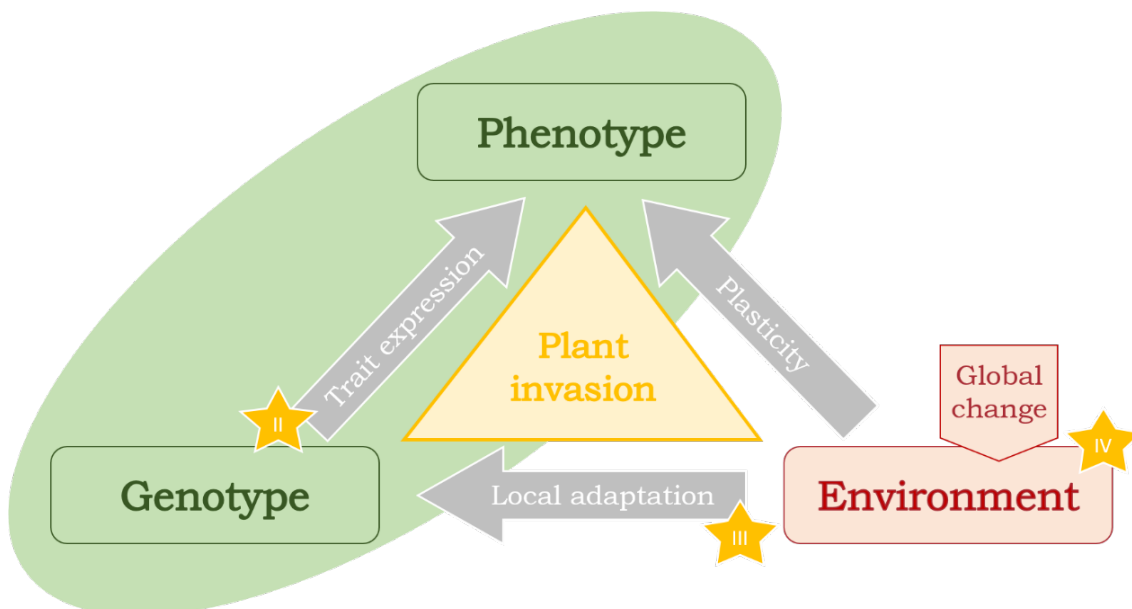 Phenotype
Trait expression
Plasticity
Plant
invasion
Global
change
II
IV
Genotype
Local adaptation
Environment
III